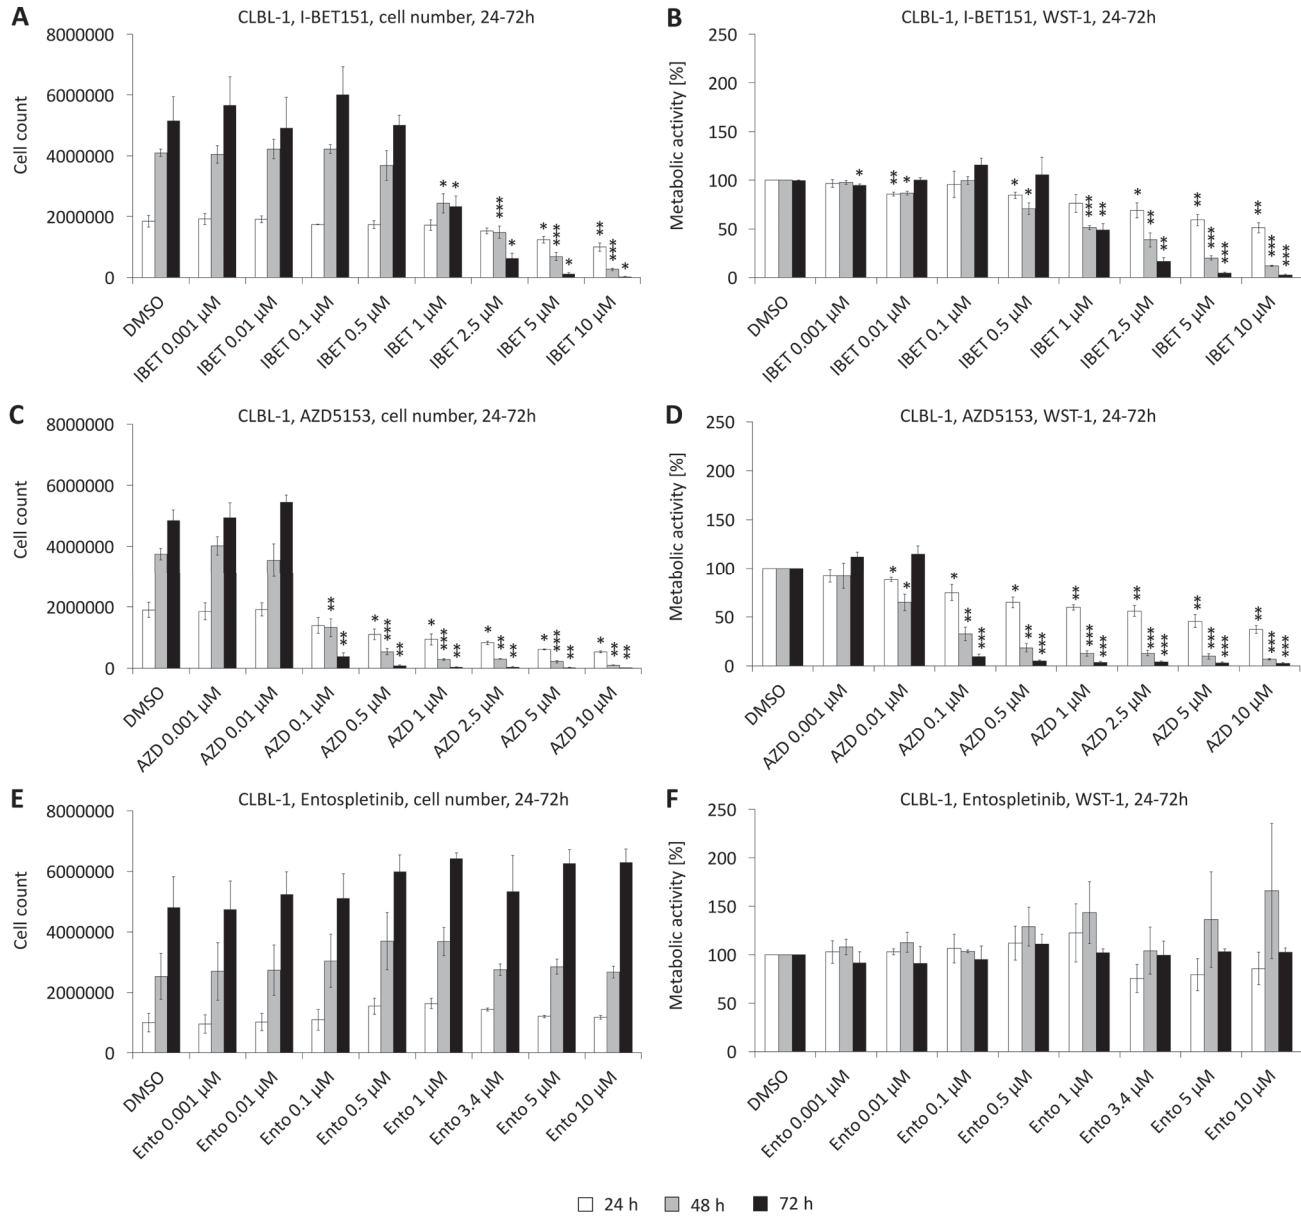 A
CLBL-1, I-BET151, cell number, 24-72h
Cell count
8000000
6000000
4000000
2000000
0
* *
*** *
* *** *
** *** *
DMSO
IBET 0.001 µM
IBET 0.01 µM
IBET 0.1 µM
IBET 0.5 µM
IBET 1 µM
IBET 2.5 µM
IBET 5 µM
IBET 10 µM
B
CLBL-1, I-BET151, WST-1, 24-72h
Metabolic activity [%]
250
200
150
100
50
0
*
** *
* *
*** **
* ** **
** *** ***
** *** ***
DMSO
IBET 0.001 µM
IBET 0.01 µM
IBET 0.1 µM
IBET 0.5 µM
IBET 1 µM
IBET 2.5 µM
IBET 5 µM
IBET 10 µM
C
CLBL-1, AZD5153, cell number, 24-72h
Cell count
8000000
6000000
4000000
2000000
0
** **
* *** **
* *** **
* ** **
* *** **
* ** **
DMSO
AZD 0.001 µM
AZD 0.01 µM
AZD 0.1 µM
AZD 0.5 µM
AZD 1 µM
AZD 2.5 µM
AZD 5 µM
AZD 10 µM
D
CLBL-1, AZD5153, WST-1, 24-72h
Metabolic activity [%]
250
200
150
100
50
0
* *
* ** ***
* ** ***
** *** ***
** *** ***
** *** ***
** *** ***
DMSO
AZD 0.001 µM
AZD 0.01 µM
AZD 0.1 µM
AZD 0.5 µM
AZD 1 µM
AZD 2.5 µM
AZD 5 µM
AZD 10 µM
E
CLBL-1, Entospletinib, cell number, 24-72h
Cell count
8000000
6000000
4000000
2000000
0
DMSO
Ento 0.001 µM
Ento 0.01 µM
Ento 0.1 µM
Ento 0.5 µM
Ento 1 µM
Ento 3.4 µM
Ento 5 µM
Ento 10 µM
F
CLBL-1, Entospletinib, WST-1, 24-72h
Metabolic activity [%]
250
200
150
100
50
0
DMSO
Ento 0.001 µM
Ento 0.01 µM
Ento 0.1 µM
Ento 0.5 µM
Ento 1 µM
Ento 3.4 µM
Ento 5 µM
Ento 10 µM
24 h 48 h 72 h